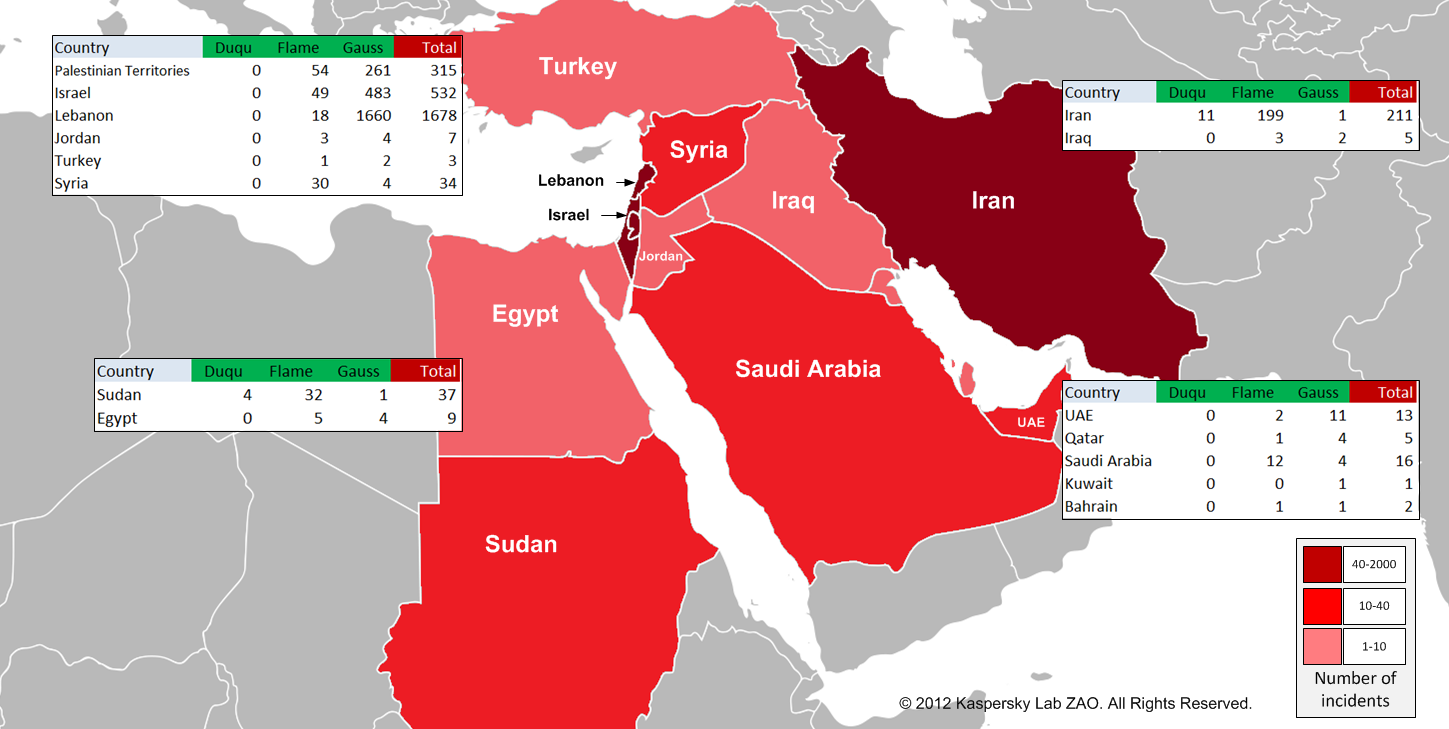 Country Duqu Flame Gauss Total
Palestinian Territories 0 54 261 315
Israel 0 49 483 532
Lebanon 0 18 1660 1678
Jordan 0 3 4 7
Turkey 0 1 2 3
Syria 0 30 4 34
Turkey
Country Duqu Flame Gauss Total
Iran 11 199 1 211
Iraq 0 3 2 5
Syria
Lebanon
Israel
Iraq
Iran
Jordan
Egypt
Saudi Arabia
Country Duqu Flame Gauss Total
Sudan 4 32 1 37
Egypt 0 5 4 9
UAE
Country Duqu Flame Gauss Total
UAE 0 2 11 13
Qatar 0 1 4 5
Saudi Arabia 0 12 4 16
Kuwait 0 0 1 1
Bahrain 0 1 1 2
Sudan
40-2000
10-40
1-10
Number of
incidents
© 2012 Kaspersky Lab ZAO. All Rights Reserved.